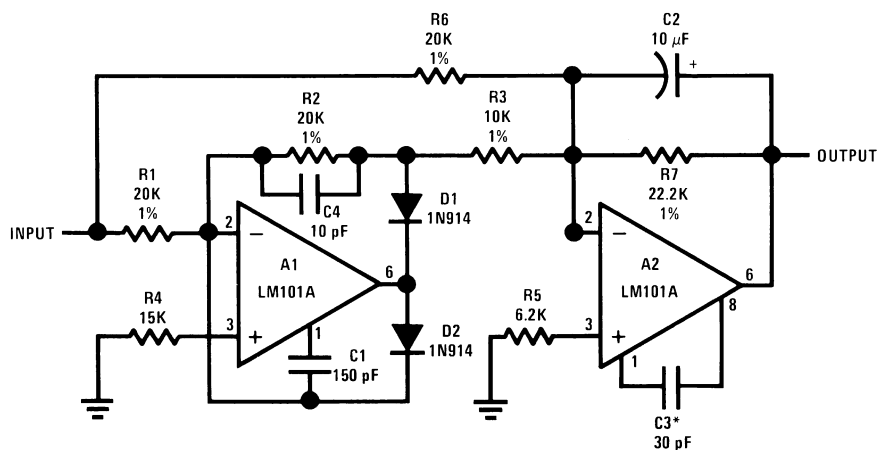 R6
20K
1%
C2
10 μF
+
R2
20K
1%
R3
10K
1%
OUTPUT
R1
20K
1%
C4
10 pF
D1
1N914
R7
22.2K
1%
INPUT
2
−
A1
LM101A
6
2
−
A2
LM101A
6
8
R4
15K
3
+
1
D2
1N914
R5
6.2K
3
+
1
C1
150 pF
C3*
30 pF